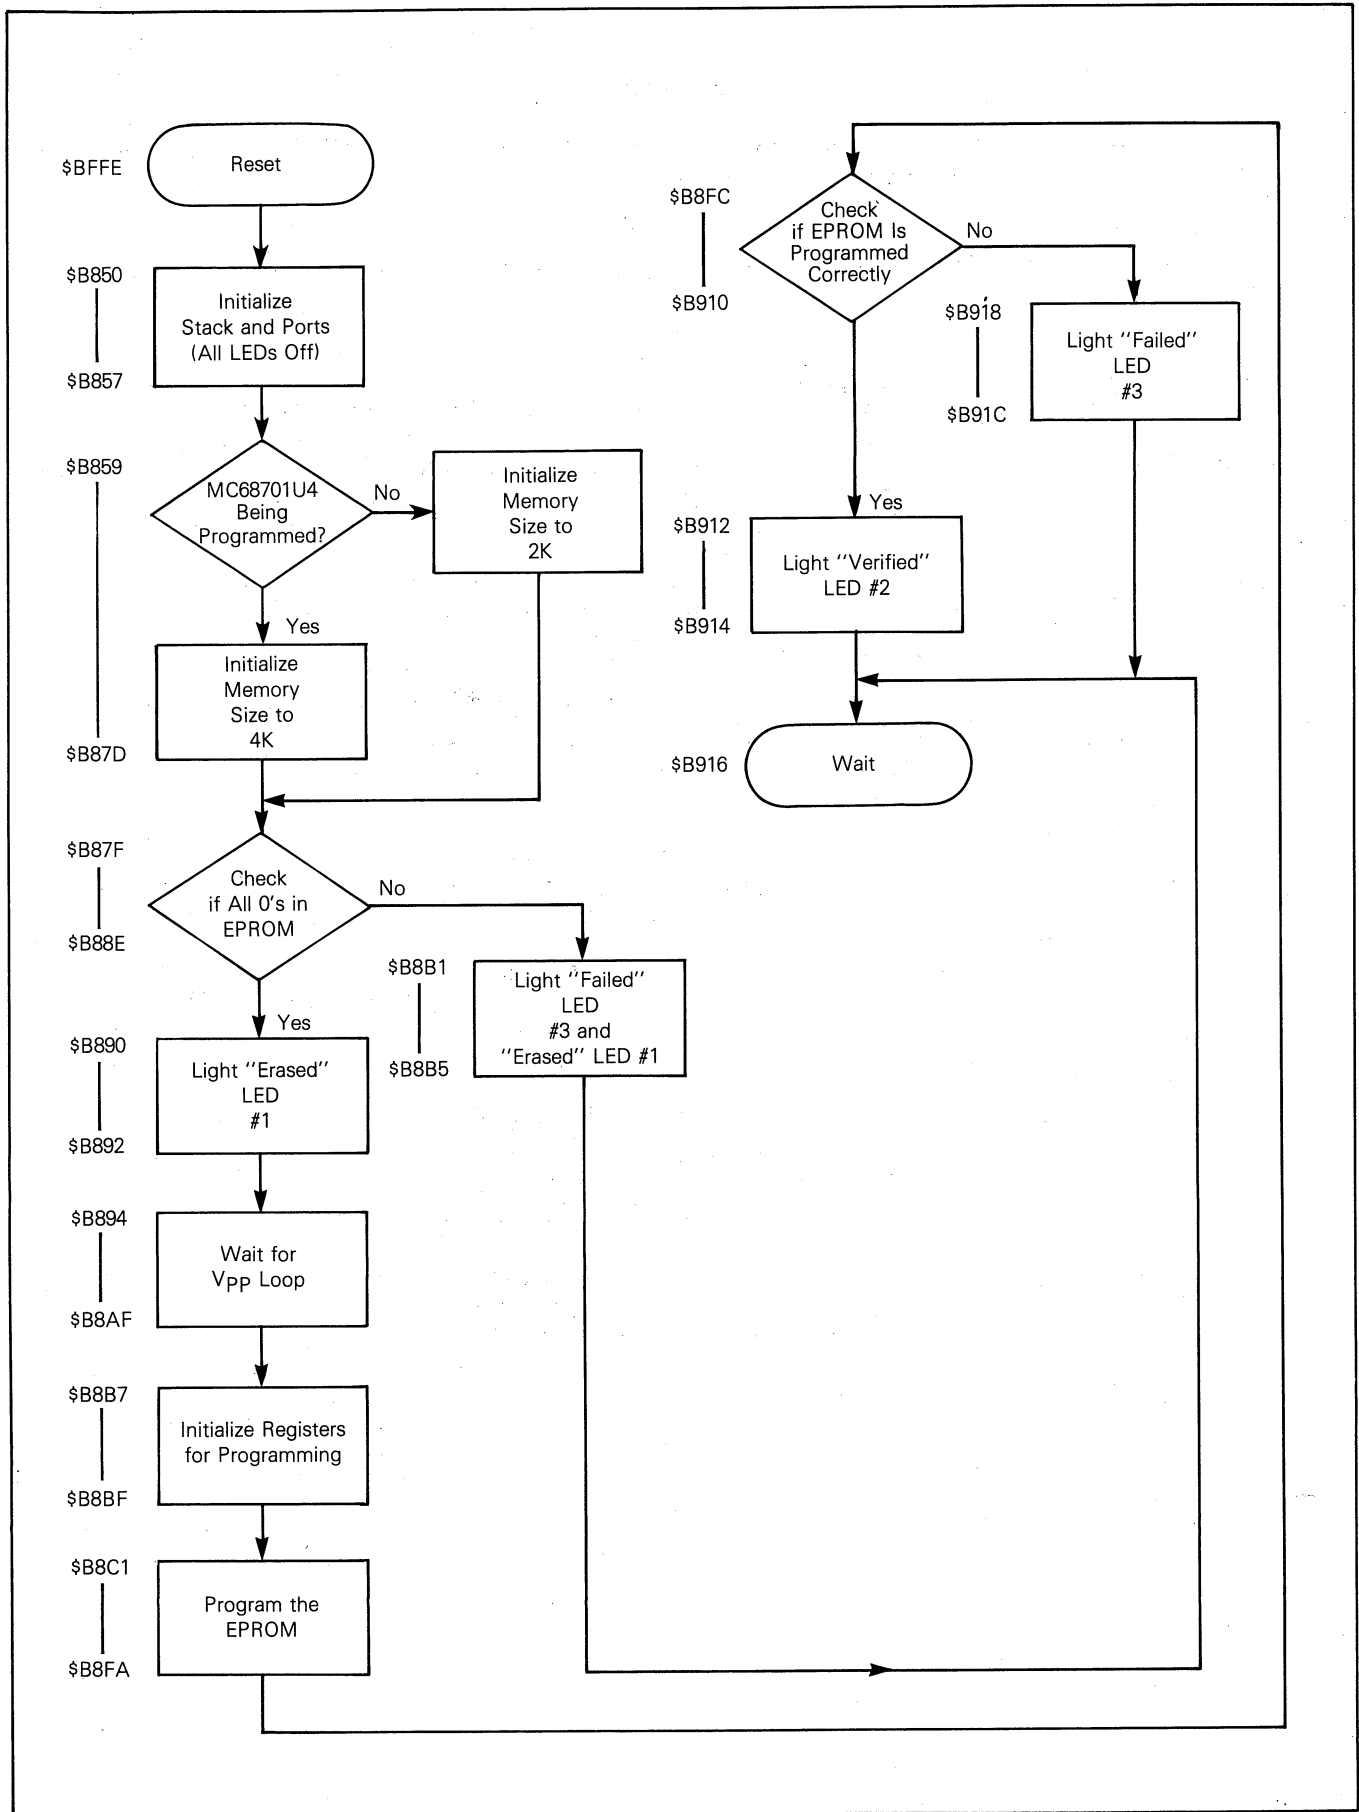 $BFFE
Reset
$B850
$B857
Initialize
Stack and Ports
(All LEDs Off)
$B859
$B87D
MC68701U4
Being
Programmed?
No
Initialize
Memory
Size to
2K
Yes
Initialize
Memory
Size to
4K
$B87F
$B88E
Check
if All 0's in
EPROM
No
$B8B1
$B8B5
Light "Failed"
LED
#3 and
"Erased" LED #1
Yes
$B890
$B892
Light "Erased"
LED
#1
$B894
$B8AF
Wait for
VPP Loop
$B8B7
$B8BF
Initialize Registers
for Programming
$B8C1
$B8FA
Program the
EPROM
$B8FC
$B910
Check
if EPROM Is
Programmed
Correctly
No
$B918
$B91C
Light "Failed"
LED
#3
Yes
$B912
$B914
Light "Verified"
LED #2
$B916
Wait